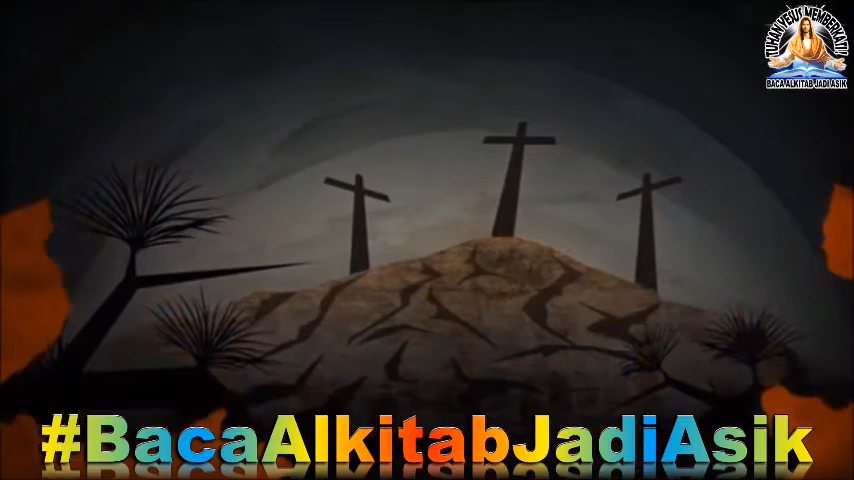 TUHAN YESUS MEMBERKATI!
BACA ALKITAB JADI ASIK
#BacaAlkitabJadiAsik